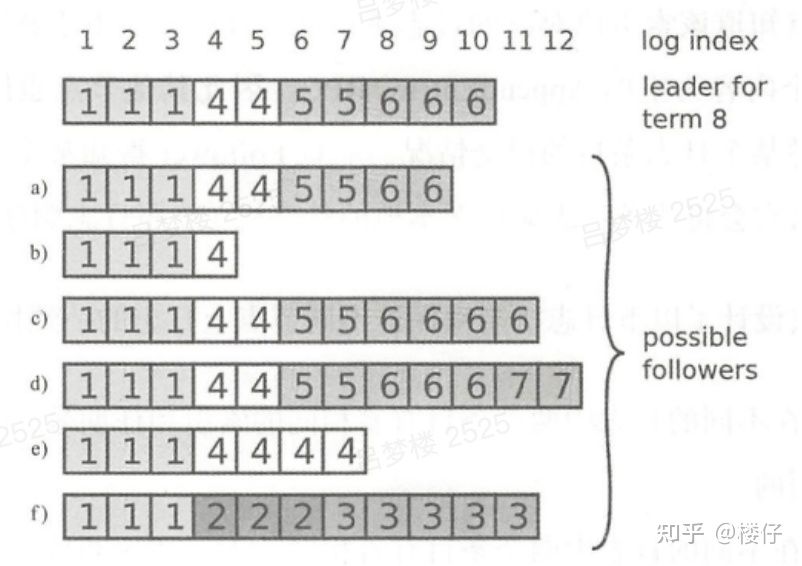 1 2 3 4 5 6 7 8 9 10 11 12 log index
1 1 1 4 4 5 5 6 6 6 leader for
term 8
a) 1 1 1 4 4 5 5 6 6
b) 1 1 1 4
吕梦楼 2525
c) 1 1 1 4 4 5 5 6 6 6 6
possible
followers
d) 1 1 1 4 4 5 5 6 6 6 7 7
e) 1 1 1 4 4 4 4
吕梦楼 2525
f) 1 1 1 2 2 2 3 3 3 3 3
知乎 @楼仔